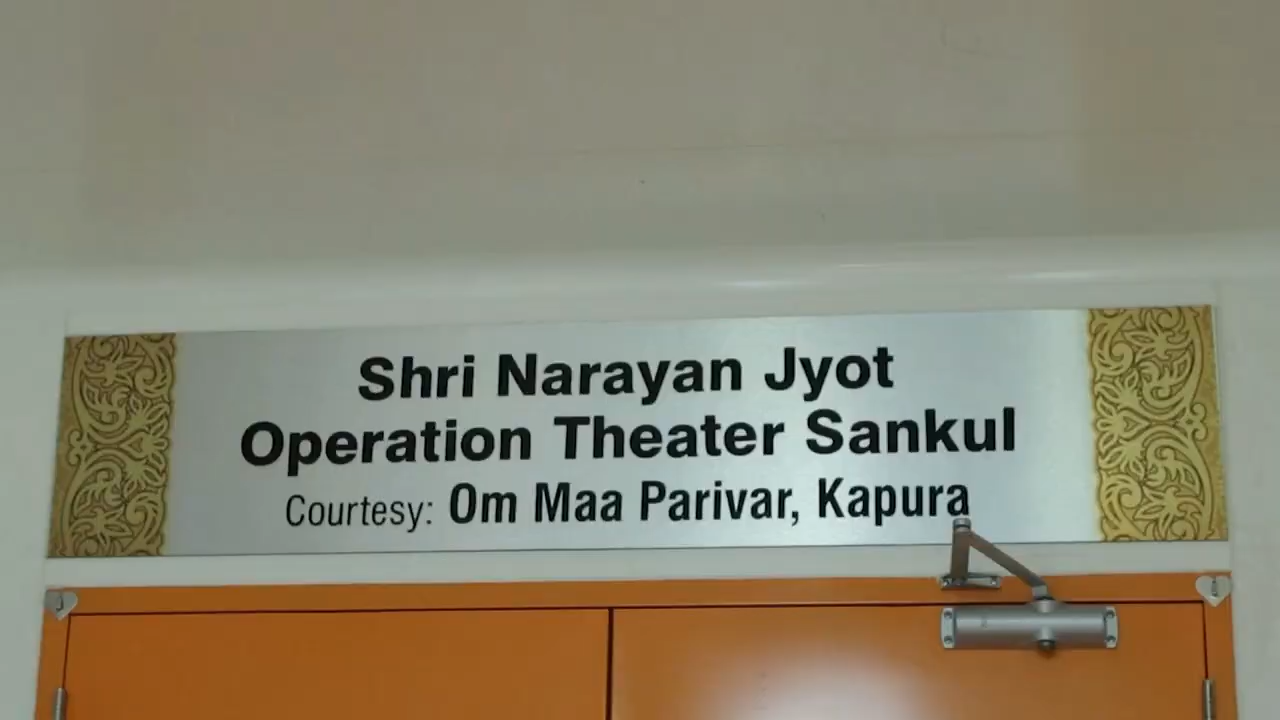 Shri Narayan Jyot
Operation Theater Sankul
Courtesy: Om Maa Parivar, Kapura